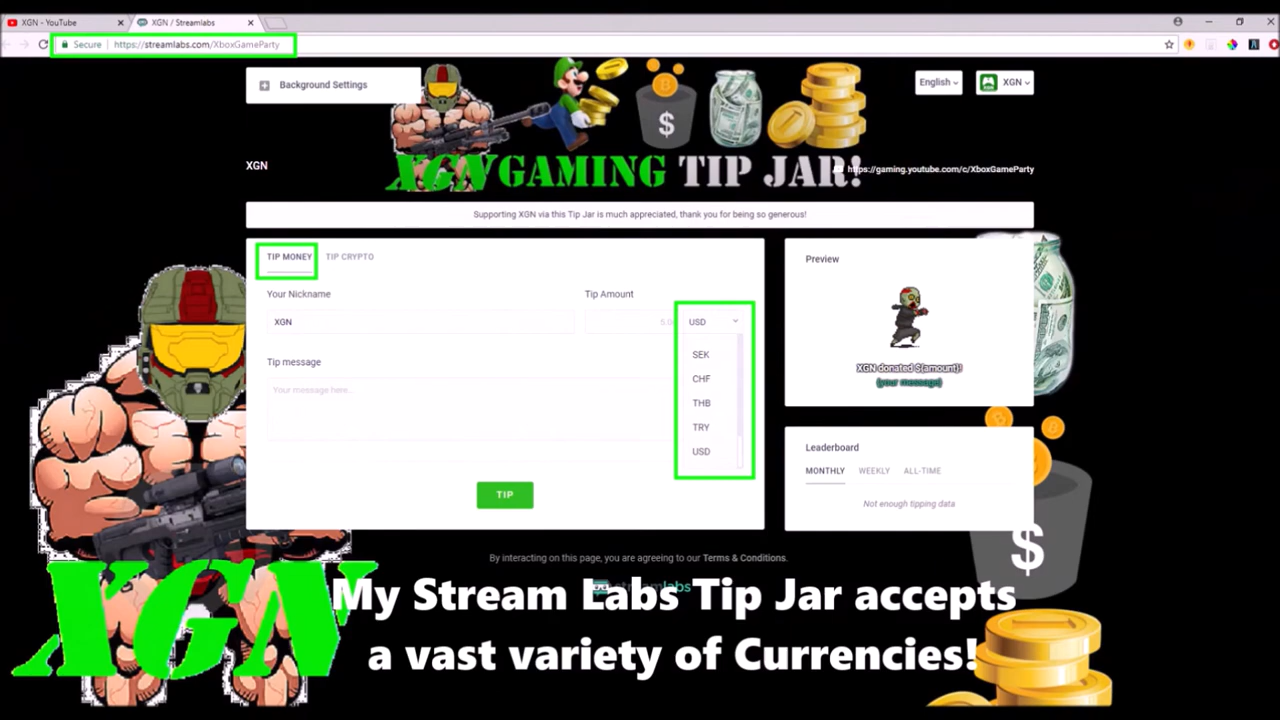 XGN - YouTube
XGN / Streamlabs
Secure
https://streamlabs.com/XboxGameParty
Background Settings
English
XGN
$
XGN
XGN GAMING TIP JAR!
https://gaming.youtube.com/c/XboxGameParty
Supporting XGN via this Tip Jar is much appreciated, thank you for being so generous!
TIP MONEY
TIP CRYPTO
Your Nickname
Tip Amount
XGN
USD
SEK
CHF
THB
TRY
USD
Tip message
Your message here..
TIP
Preview
XGN donated ${amount}!
{your message}
Leaderboard
MONTHLY
WEEKLY
ALL-TIME
Not enough tipping data
By interacting on this page, you are agreeing to our Terms & Conditions.
$
XGN
My Stream Labs Tip Jar accepts
a vast variety of Currencies!